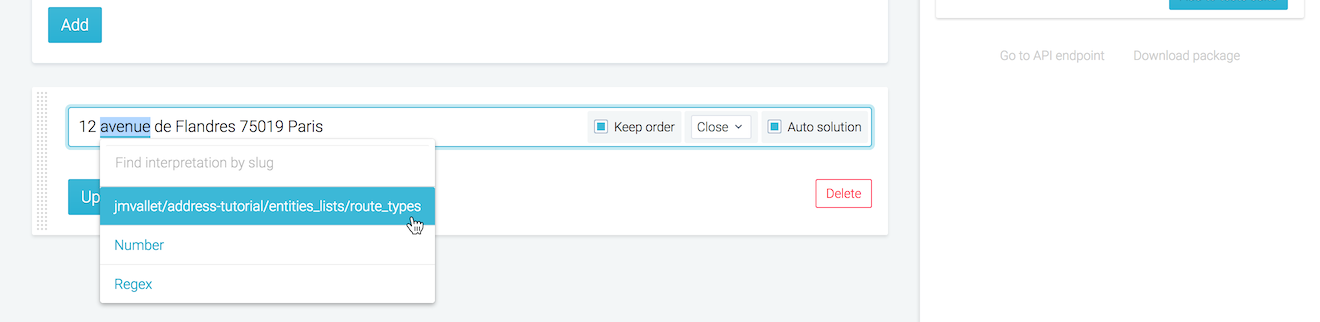 Add
Go to API endpoint Download package
12 avenue de Flandres 75019 Paris Keep order Close Auto solution
Find interpretation by slug
Up Delete
jmvallet/address-tutorial/entities_lists/route_types
Number
Regex